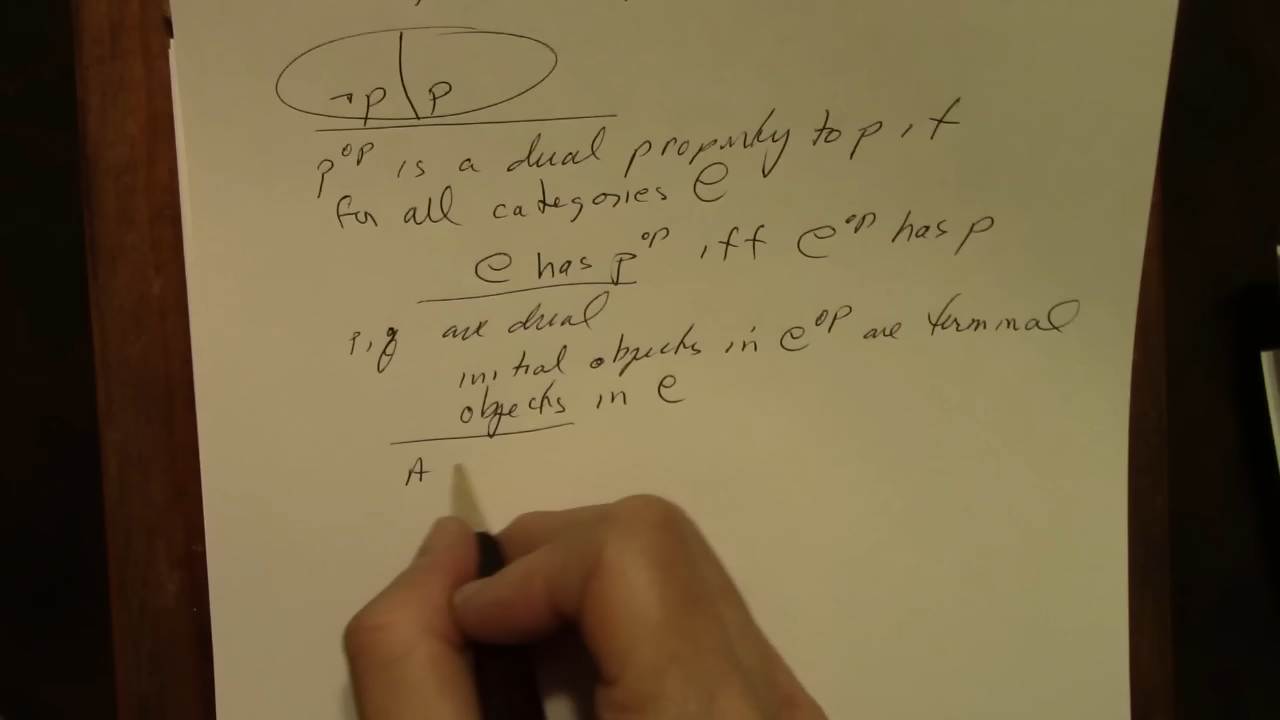 ¬p p
p^op is a dual property to p if
for all categories C
C has p^op iff C^op has p
p, q are dual
initial objects in C^op are terminal
objects in C
A